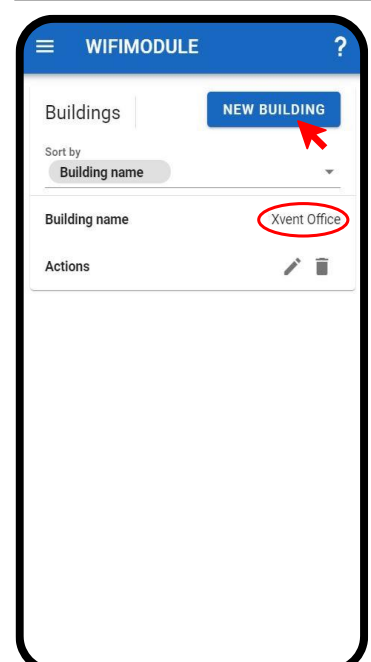 WIFIMODULE ?
Buildings NEW BUILDING
Sort by
Building name
Building name Xvent Office
Actions